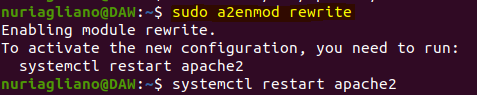 nuriagliano@DAW:~$ sudo a2enmod rewrite
Enabling module rewrite.
To activate the new configuration, you need to run:
  systemctl restart apache2
nuriagliano@DAW:~$ systemctl restart apache2